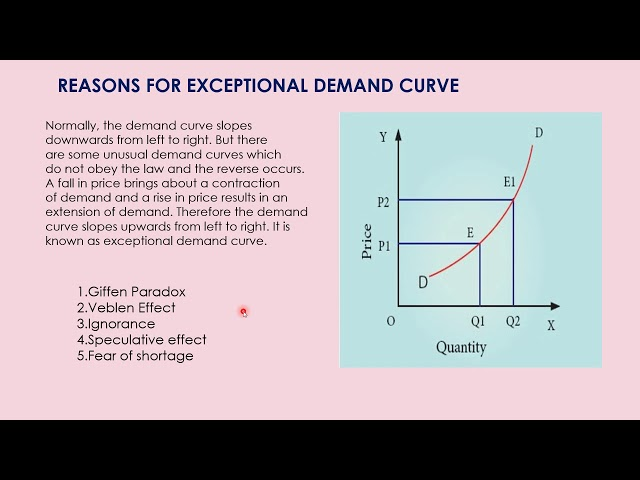 REASONS FOR EXCEPTIONAL DEMAND CURVE
Normally, the demand curve slopes
downwards from left to right. But there
are some unusual demand curves which
do not obey the law and the reverse occurs.
A fall in price brings about a contraction
of demand and a rise in price results in an
extension of demand. Therefore the demand
curve slopes upwards from left to right. It is
known as exceptional demand curve.
1.Giffen Paradox
2.Veblen Effect
3.Ignorance
4.Speculative effect
5.Fear of shortage
Y
D
E1
P2
E
P1
Price
D
O
Q1
Q2
X
Quantity